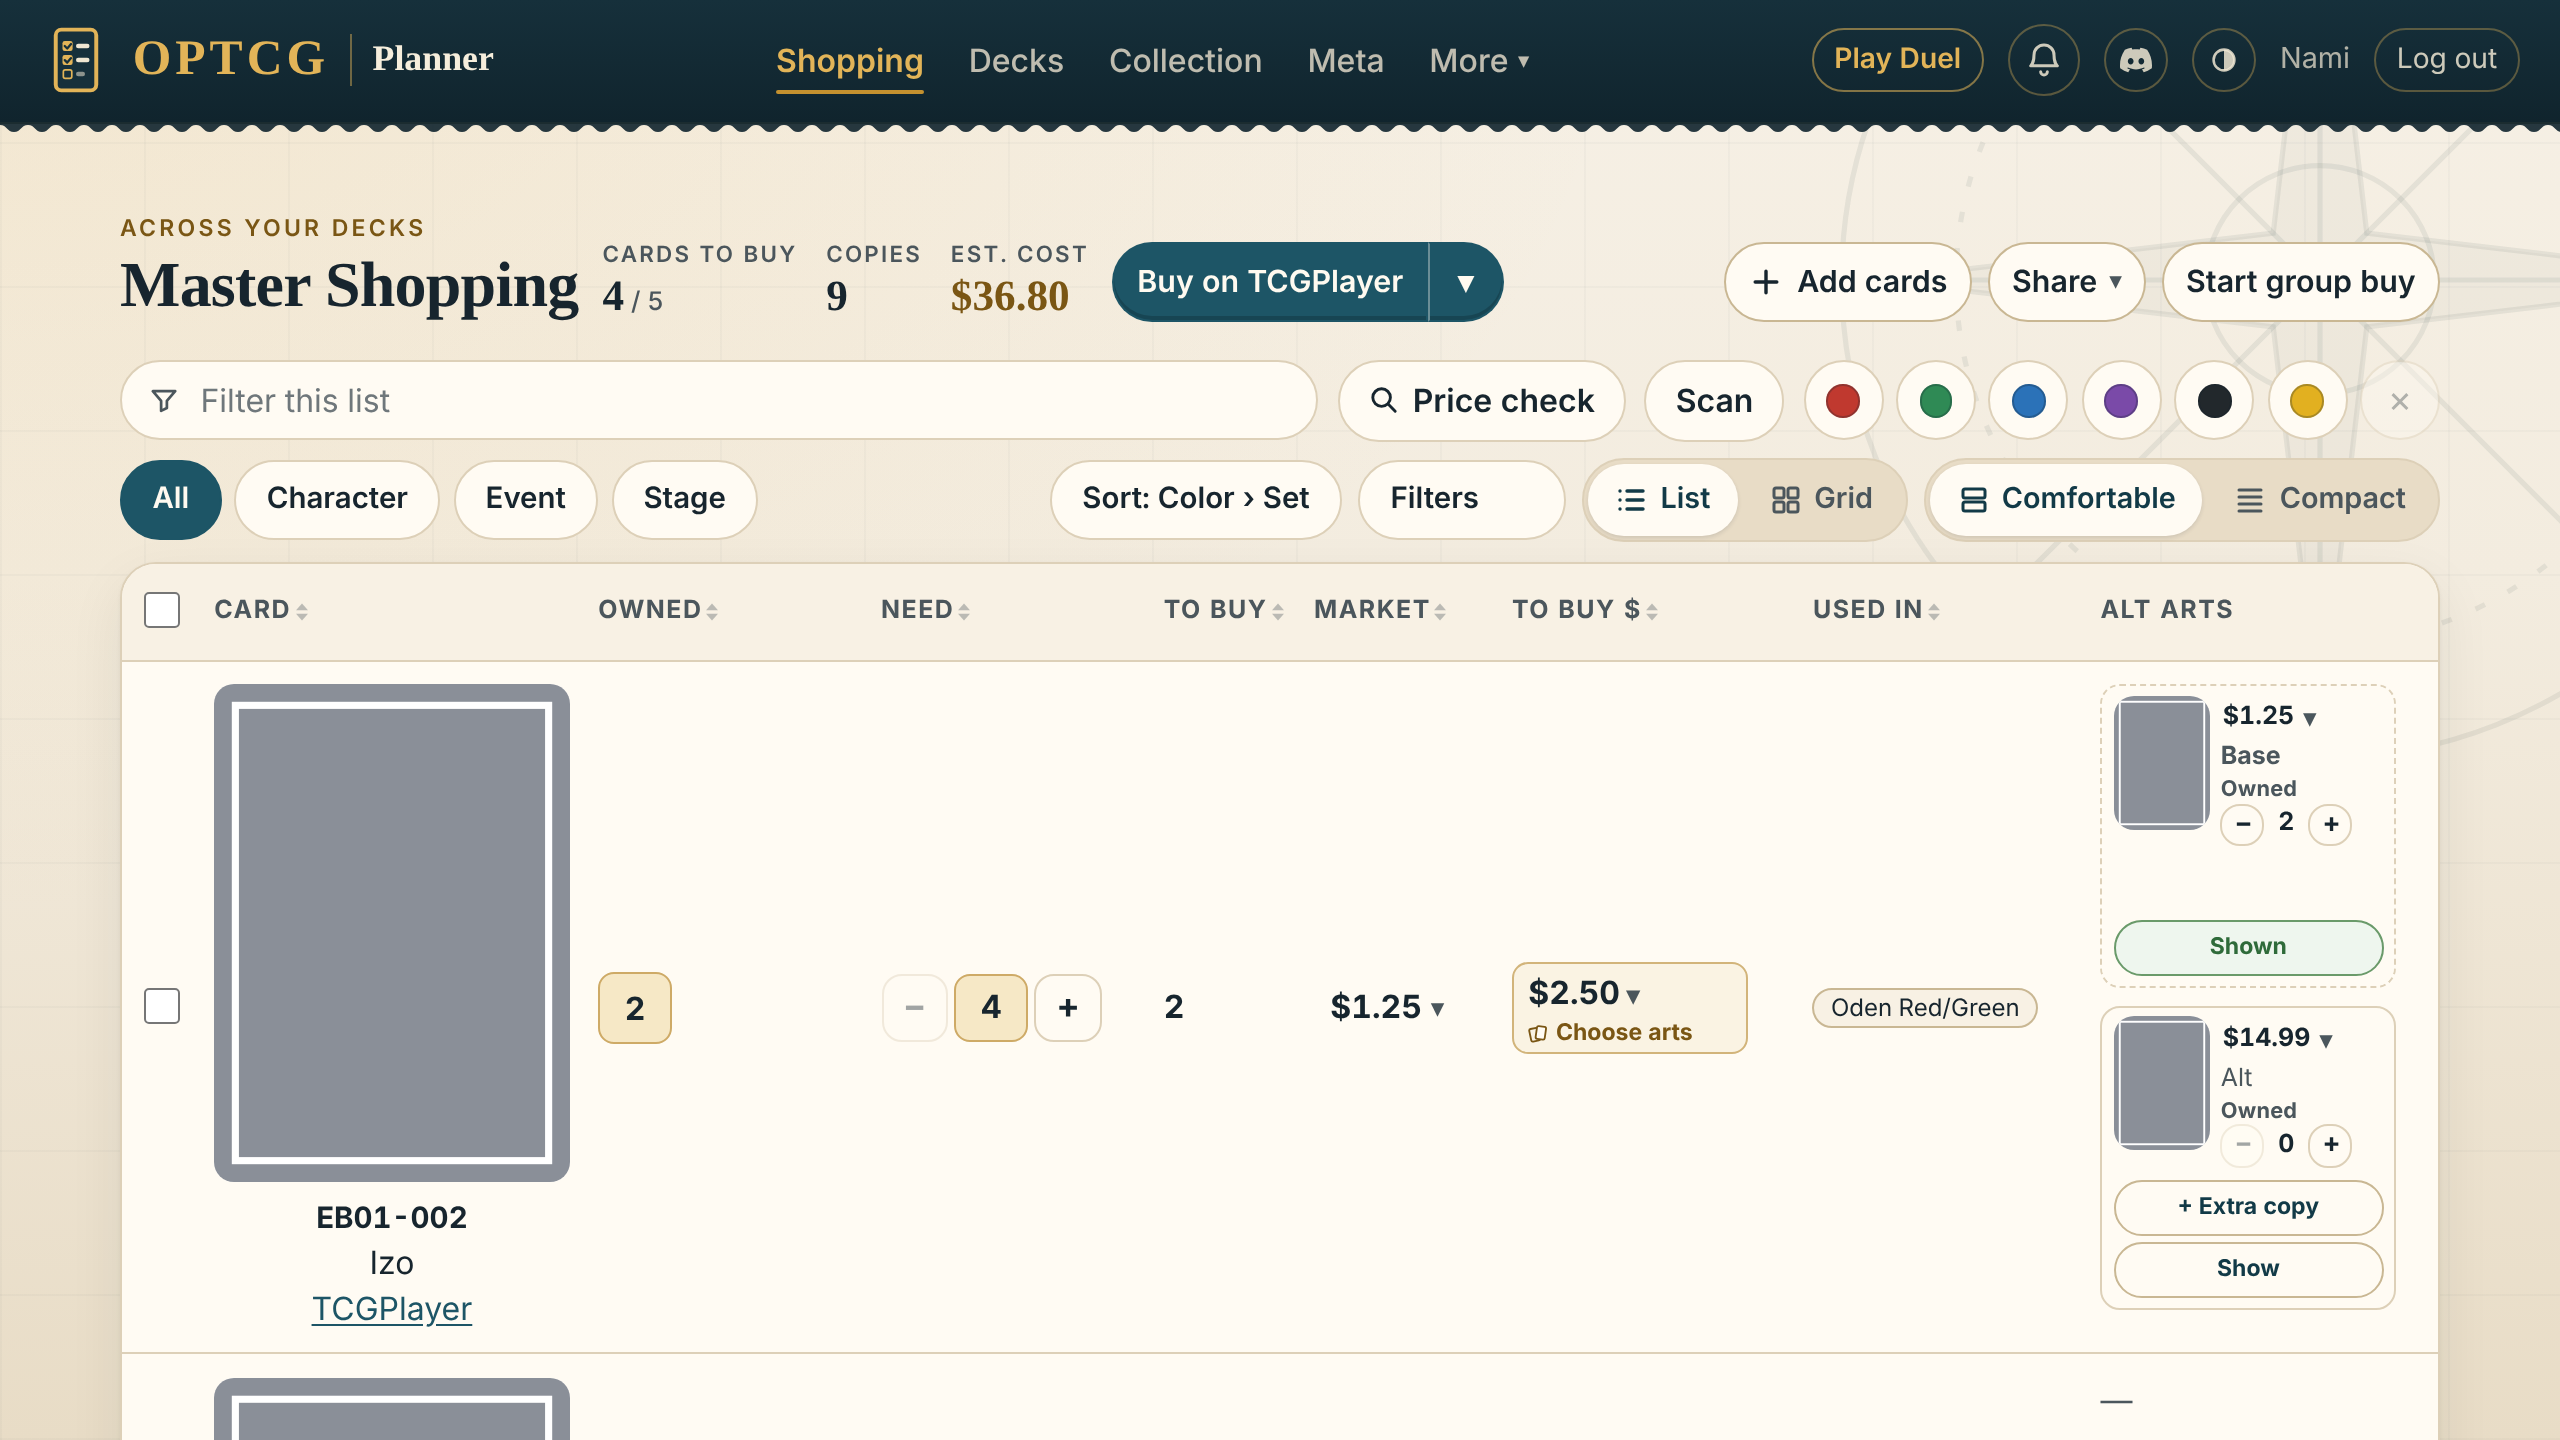 OPTCG Planner Shopping Decks Collection Meta More ▾ Play Duel Nami Log out
ACROSS YOUR DECKS
Master Shopping
CARDS TO BUY COPIES EST. COST
4 / 5 9 $36.80
Buy on TCGPlayer ▼ + Add cards Share ▾ Start group buy
Filter this list Price check Scan ×
All Character Event Stage Sort: Color › Set Filters List Grid Comfortable Compact
CARD OWNED NEED TO BUY MARKET TO BUY $ USED IN ALT ARTS
$1.25 ▾
Base
Owned
− 2 +
Shown
2 − 4 + 2 $1.25 ▾ $2.50 ▾ Oden Red/Green
Choose arts
$14.99 ▾
Alt
Owned
− 0 +
+ Extra copy
Show
EB01-002
Izo
TCGPlayer
—